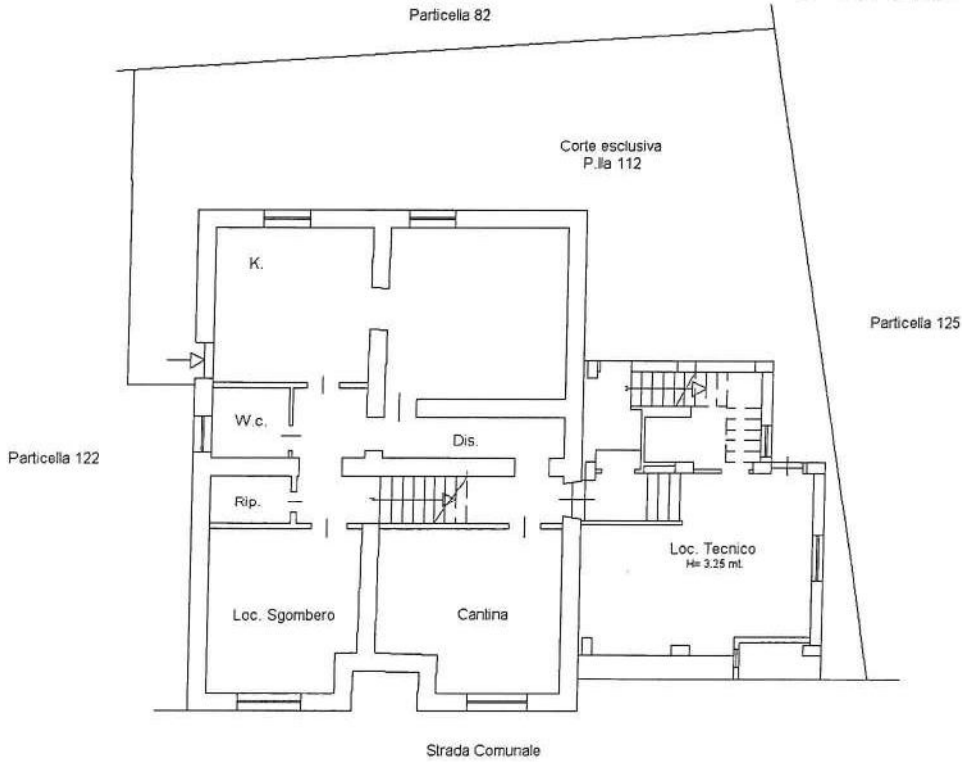 Particella 82
Corte esclusiva
P.lla 112
K.
Particella 125
W.c.
Dis.
Particella 122
Rip.
Loc. Tecnico
H= 3.25 mt.
Loc. Sgombero
Cantina
Strada Comunale